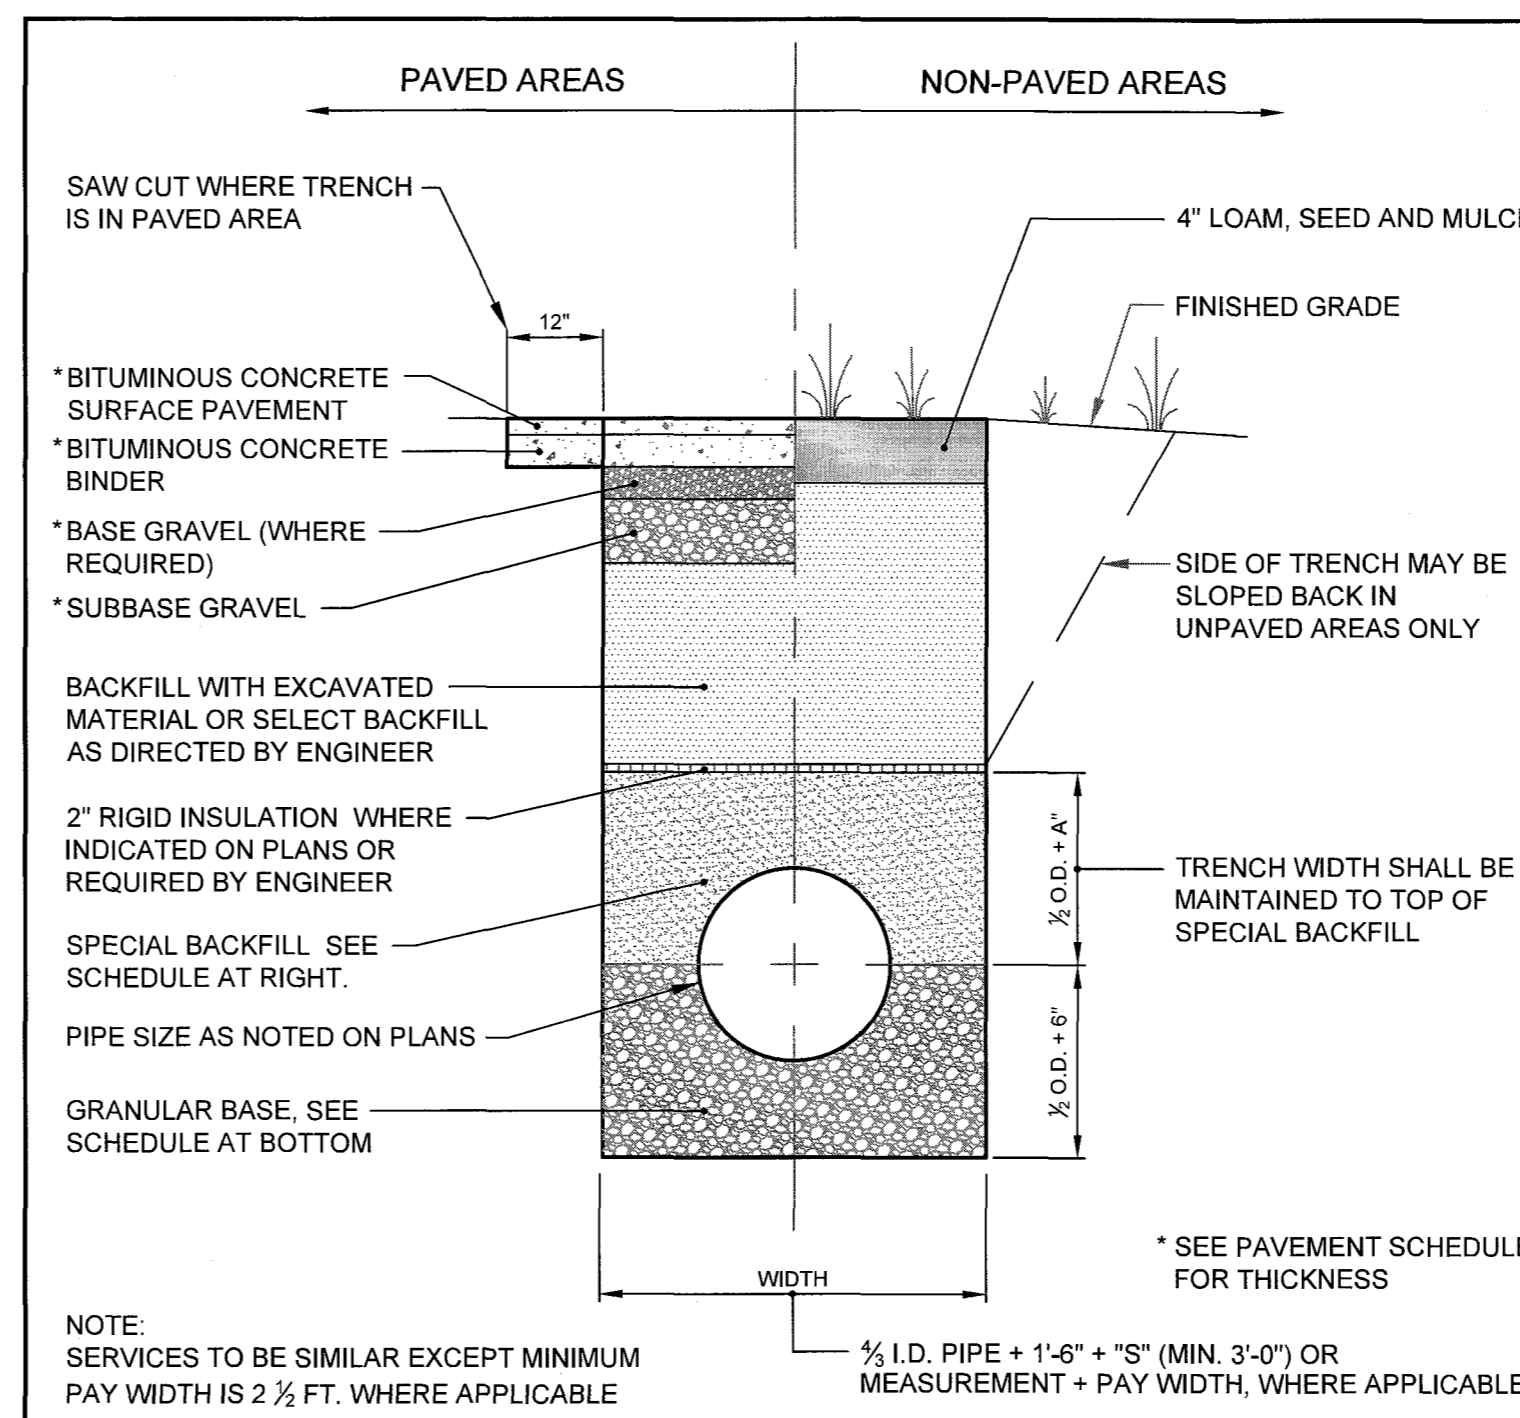 PAVED AREAS
NON-PAVED AREAS
SAW CUT WHERE TRENCH
IS IN PAVED AREA
4" LOAM, SEED AND
12"
FINISHED GRADE
*BITUMINOUS CONCRETE
SURFACE PAVEMENT
*BITUMINOUS CONCRETE
BINDER
*BASE GRAVEL (WHERE
REQUIRED)
*SUBBASE GRAVEL
SIDE OF TRENCH MAY BE
SLOPED BACK IN
UNPAVED AREAS ONLY
BACKFILL WITH EXCAVATED
MATERIAL OR SELECT BACKFILL
AS DIRECTED BY ENGINEER
2" RIGID INSULATION WHERE
INDICATED ON PLANS OR
REQUIRED BY ENGINEER
½ O.D. + A"
TRENCH WIDTH SHALL BE
MAINTAINED TO TOP OF
SPECIAL BACKFILL
SPECIAL BACKFILL SEE
SCHEDULE AT RIGHT.
PIPE SIZE AS NOTED ON PLANS
½ O.D. + 6"
GRANULAR BASE, SEE
SCHEDULE AT BOTTOM
* SEE PAVEMENT SCHEDULE
FOR THICKNESS
WIDTH
NOTE:
SERVICES TO BE SIMILAR EXCEPT MINIMUM
PAY WIDTH IS 2 ½ FT. WHERE APPLICABLE
⁴⁄₃ I.D. PIPE + 1'-6" + "S" (MIN. 3'-0") OR
MEASUREMENT + PAY WIDTH, WHERE APPLICABLE